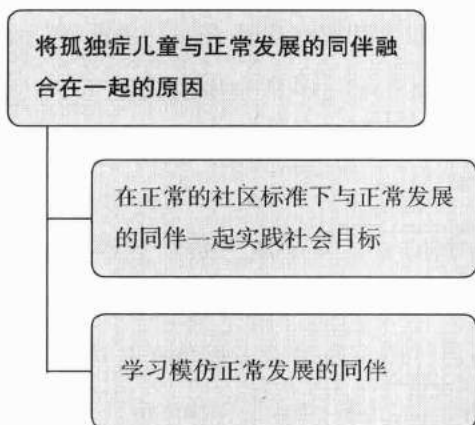 将孤独症儿童与正常发展的同伴融
合在一起的原因
在正常的社区标准下与正常发展
的同伴一起实践社会目标
学习模仿正常发展的同伴